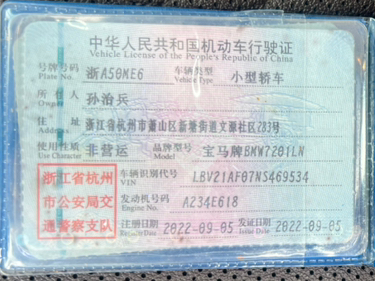 中华人民共和国机动车行驶证
Vehicle License of the People's Republic of China
号牌号码 浙A50ME6 车辆类型 小型轿车
Plate No. Vehicle Type
所有人 孙治兵
Owner
住址 浙江省杭州市萧山区新塘街道文源社区283号
Address
使用性质 非营运 品牌型号 宝马牌BMW7201LN
Use Character Model
浙江省杭州
市公安局交
通警察支队
车辆识别代号 LBV21AF07NS469534
VIN
发动机号码 A234E618
Engine No.
注册日期 2022-09-05 发证日期 2022-09-05
Register Date Issue Date